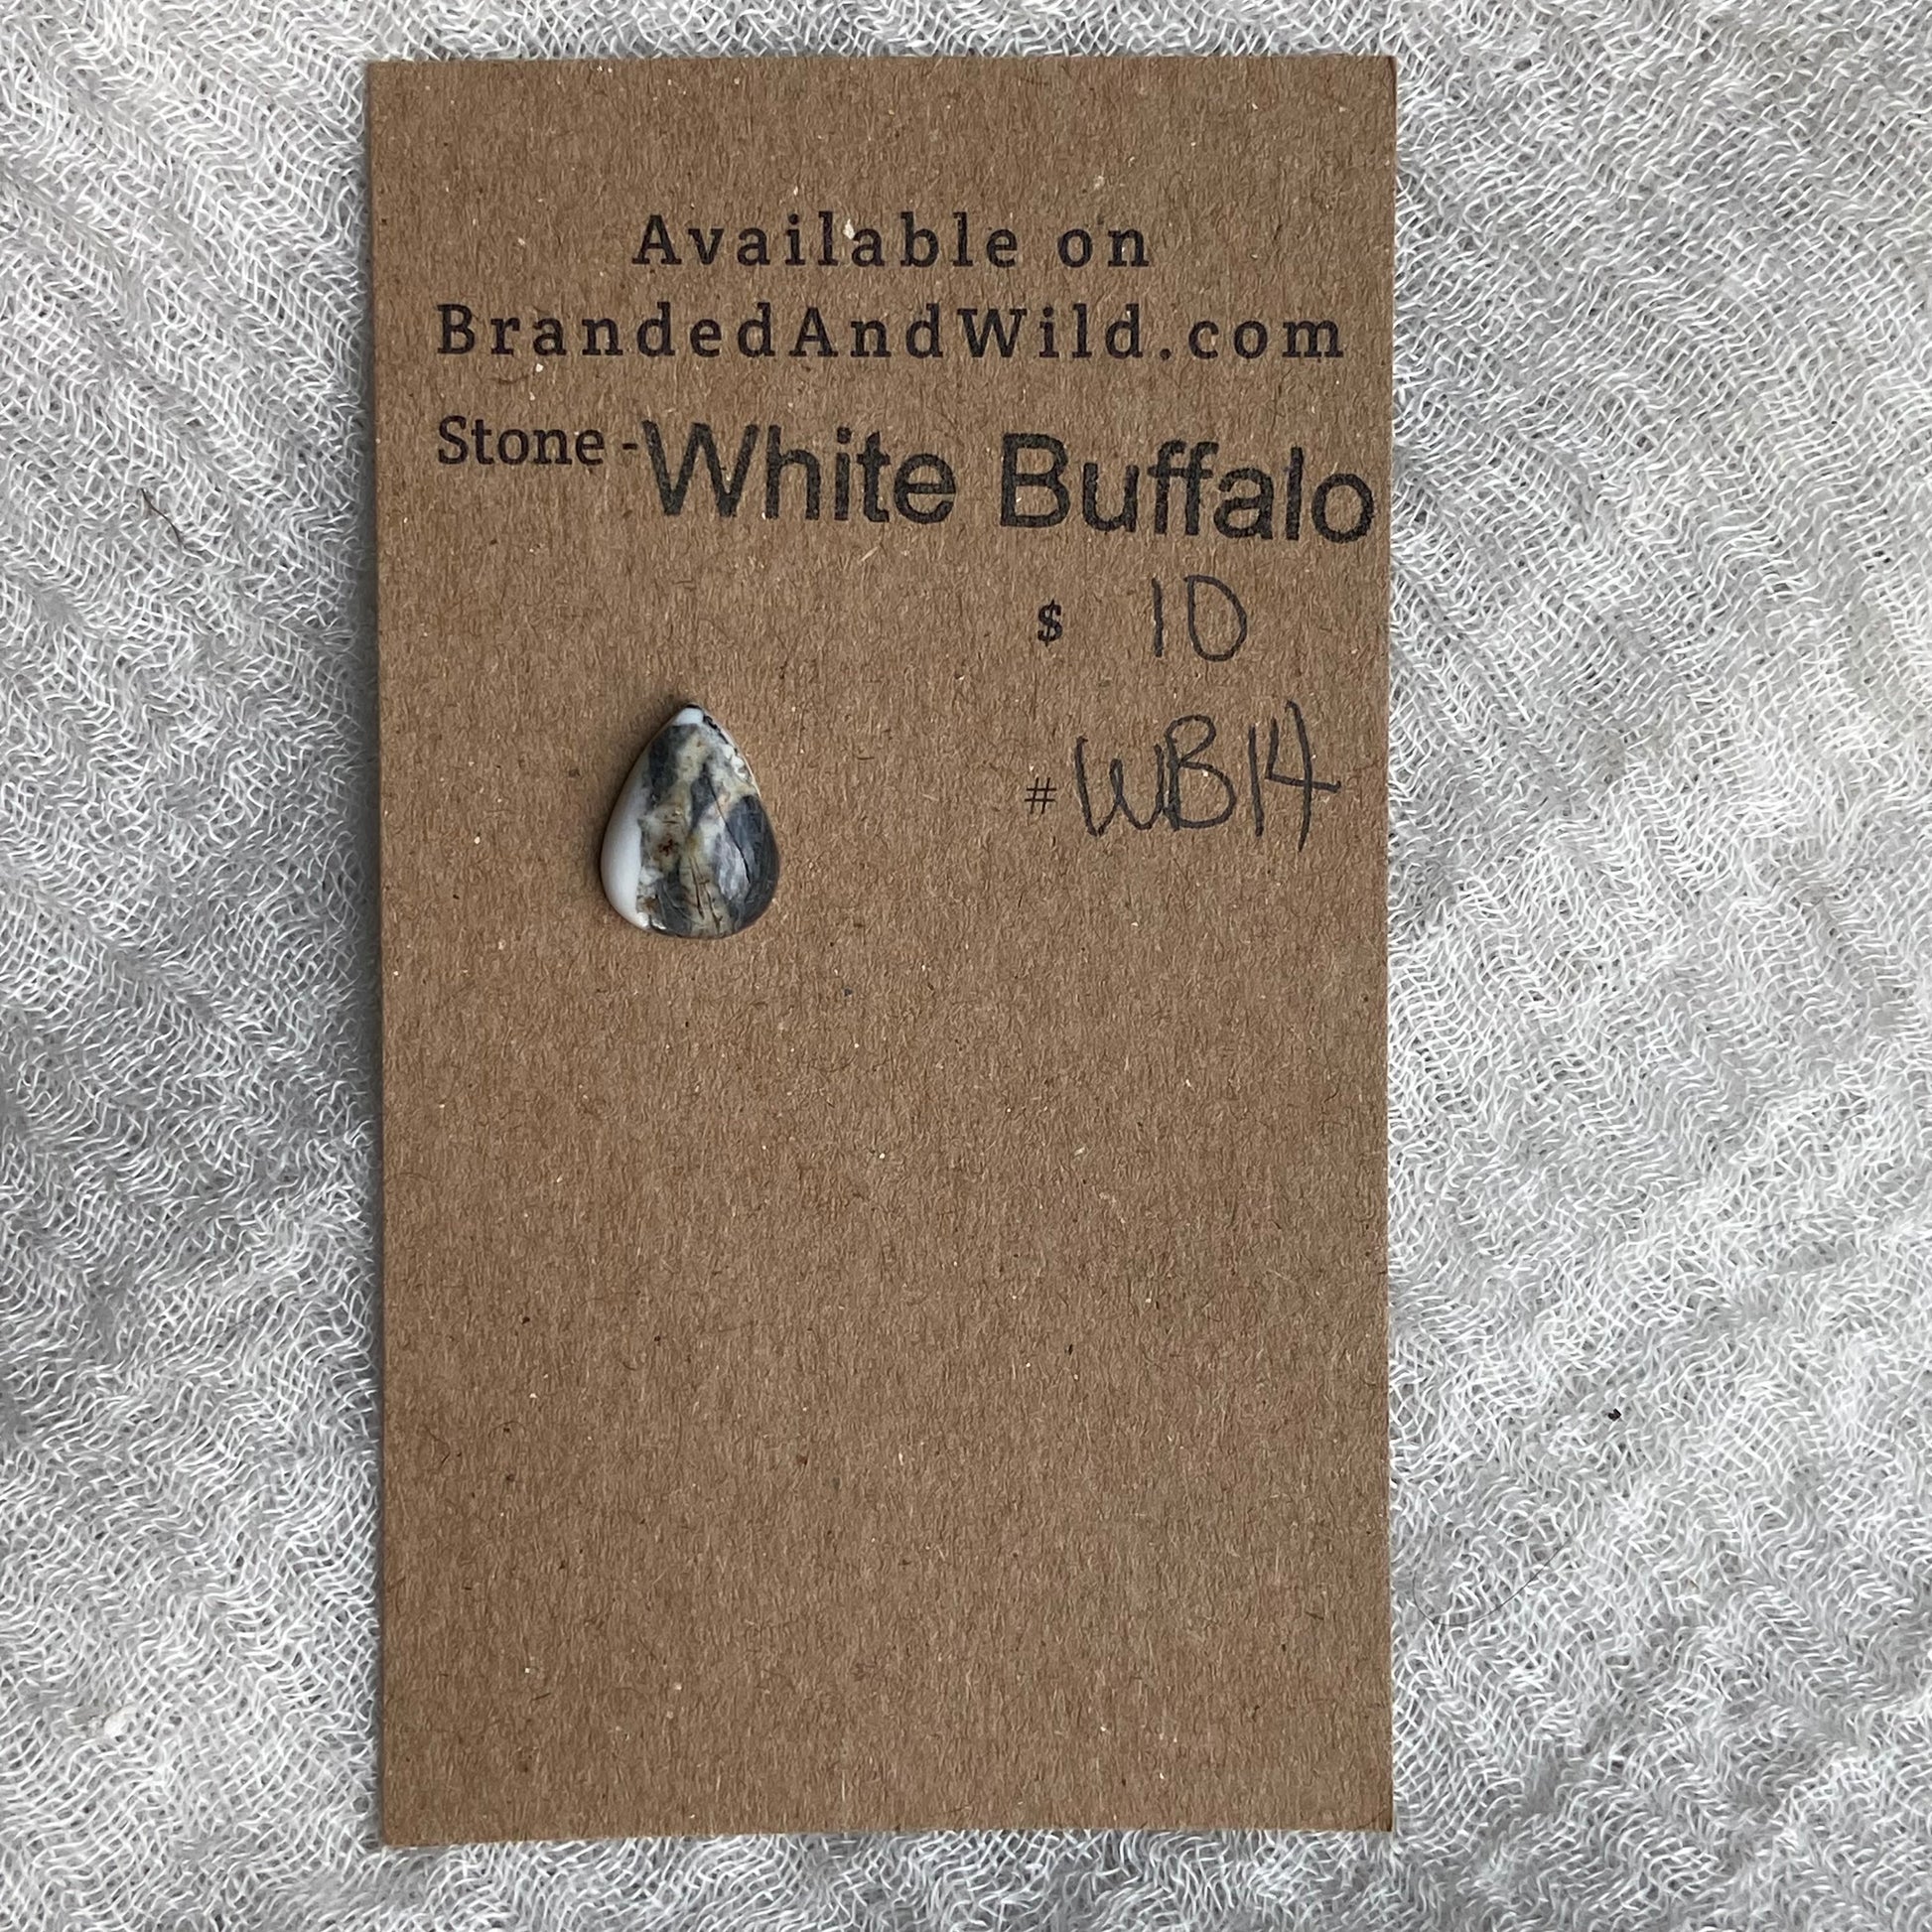 Available on
BrandedAndWild.com
Stone - White Buffalo
$ 10
# WB14